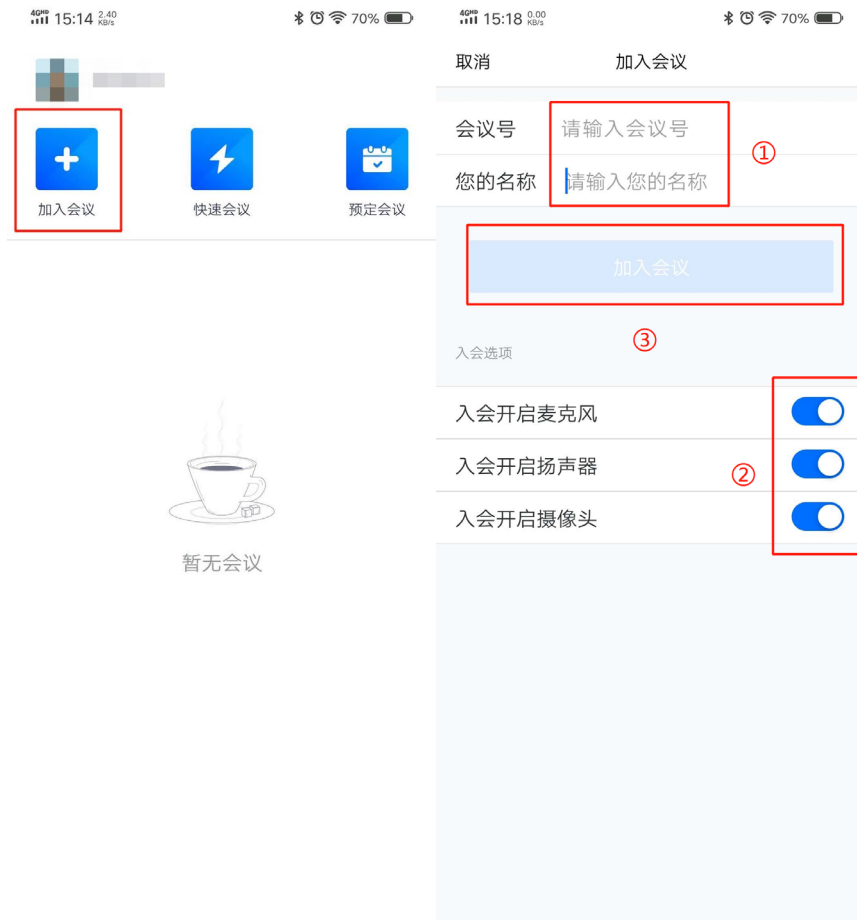 4GHD 15:14 2.40 KB/s 70%
加入会议 快速会议 预定会议
暂无会议
4GHD 15:18 0.00 KB/s 70%
取消 加入会议
会议号 请输入会议号
①
您的名称 请输入您的名称
加入会议
③
入会选项
入会开启麦克风
入会开启扬声器
②
入会开启摄像头